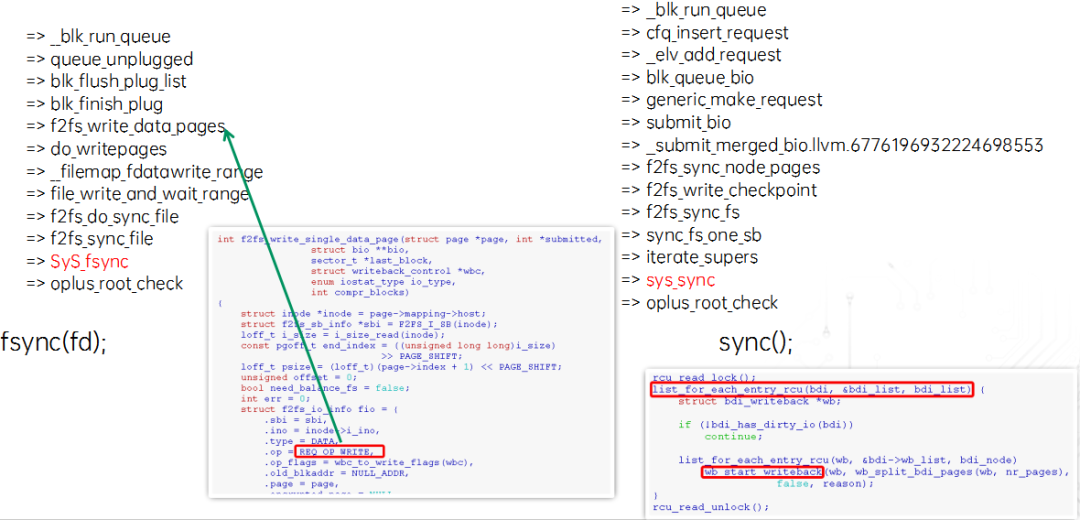 => _blk_run_queue
=> queue_unplugged
=> blk_flush_plug_list
=> blk_finish_plug
=> f2fs_write_data_pages
=> do_writepages
=> __filemap_fdatawrite_range
=> file_write_and_wait_range
=> f2fs_do_sync_file
=> f2fs_sync_file
=> SyS_fsync
=> oplus_root_check
fsync(fd);
int f2fs_write_single_data_page(struct page *page, int *submitted,
struct bio **bio,
sector_t *last_block,
struct writeback_control *wbc,
enum iostat_type io_type,
int compr_blocks)
{
struct inode *inode = page->mapping->host;
struct f2fs_sb_info *sbi = F2FS_I_SB(inode);
loff_t i_size = i_size_read(inode);
const pgoff_t end_index = ((unsigned long long)i_size)
>> PAGE_SHIFT;
loff_t psize = (loff_t)(page->index + 1) << PAGE_SHIFT;
unsigned offset = 0;
bool need_balance_fs = false;
int err = 0;
struct f2fs_io_info fio = {
.sbi = sbi,
.ino = inode->i_ino,
.type = DATA,
.op = REQ_OP_WRITE,
.op_flags = wbc_to_write_flags(wbc),
.old_blkaddr = NULL_ADDR,
.page = page,
.encrypted_page = NULL
=> _blk_run_queue
=> cfq_insert_request
=> _elv_add_request
=> blk_queue_bio
=> generic_make_request
=> submit_bio
=> _submit_merged_bio.llvm.6776196932224698553
=> f2fs_sync_node_pages
=> f2fs_write_checkpoint
=> f2fs_sync_fs
=> sync_fs_one_sb
=> iterate_supers
=> sys_sync
=> oplus_root_check
sync();
rcu_read_lock();
list_for_each_entry_rcu(bdi, &bdi_list, bdi_list) {
struct bdi_writeback *wb;
if (!bdi_has_dirty_io(bdi))
continue;
list_for_each_entry_rcu(wb, &bdi->wb_list, bdi_node)
wb_start_writeback(wb, wb_split_bdi_pages(wb, nr_pages),
false, reason);
}
rcu_read_unlock();